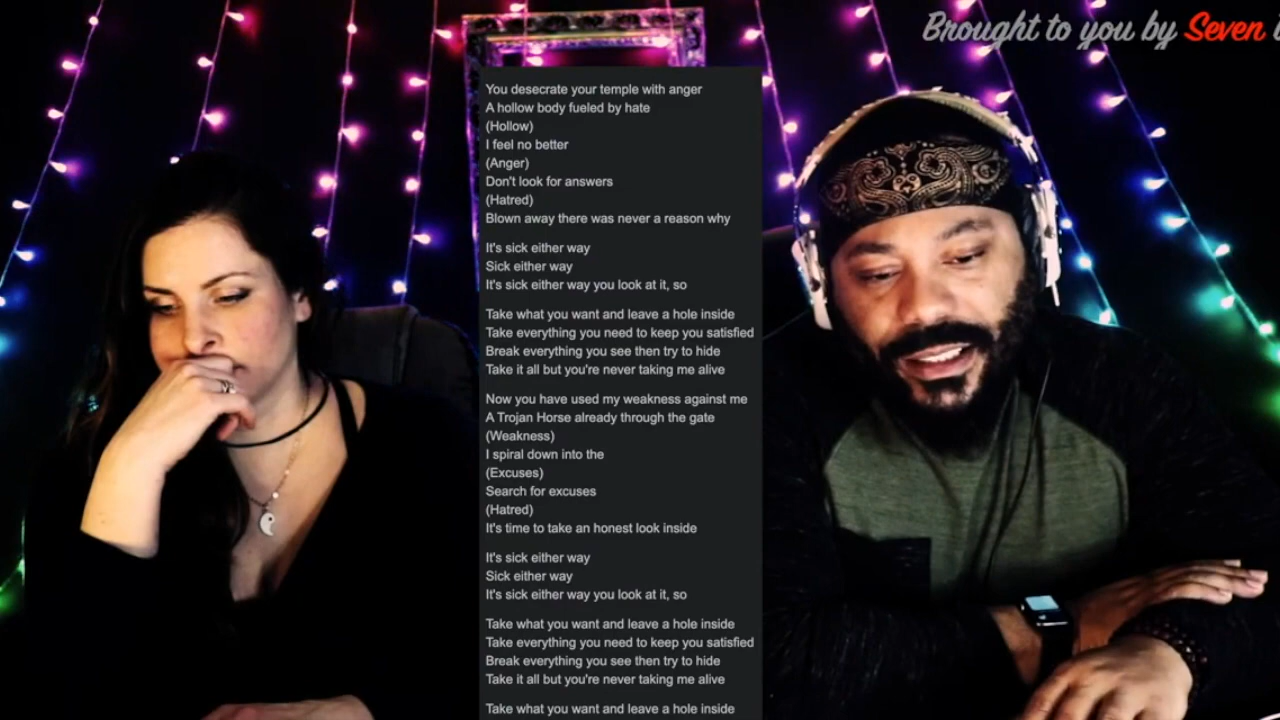 Brought to you by Seven
You desecrate your temple with anger
A hollow body fueled by hate
(Hollow)
I feel no better
(Anger)
Don't look for answers
(Hatred)
Blown away there was never a reason why
It's sick either way
Sick either way
It's sick either way you look at it, so
Take what you want and leave a hole inside
Take everything you need to keep you satisfied
Break everything you see then try to hide
Take it all but you're never taking me alive
Now you have used my weakness against me
A Trojan Horse already through the gate
(Weakness)
I spiral down into the
(Excuses)
Search for excuses
(Hatred)
It's time to take an honest look inside
It's sick either way
Sick either way
It's sick either way you look at it, so
Take what you want and leave a hole inside
Take everything you need to keep you satisfied
Break everything you see then try to hide
Take it all but you're never taking me alive
Take what you want and leave a hole inside